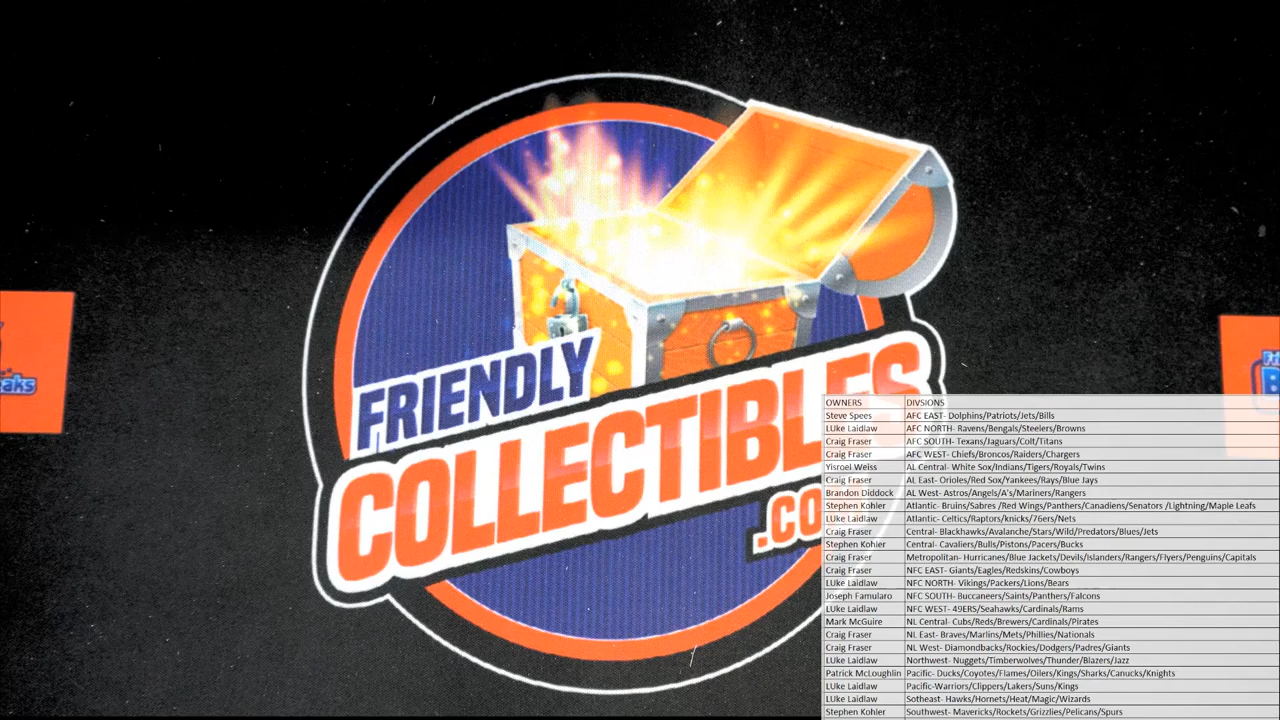 FRIENDLY
COLLECTIBLES
.CO
eaks
OWNERS DIVSIONS
Steve Spees AFC EAST- Dolphins/Patriots/Jets/Bills
LUke Laidlaw AFC NORTH- Ravens/Bengals/Steelers/Browns
Craig Fraser AFC SOUTH- Texans/Jaguars/Colt/Titans
Craig Fraser AFC WEST- Chiefs/Broncos/Raiders/Chargers
Yisroel Weiss AL Central- White Sox/Indians/Tigers/Royals/Twins
Craig Fraser AL East- Orioles/Red Sox/Yankees/Rays/Blue Jays
Brandon Diddock AL West- Astros/Angels/A's/Mariners/Rangers
Stephen Kohler Atlantic- Bruins/Sabres /Red Wings/Panthers/Canadiens/Senators /Lightning/Maple Leafs
LUke Laidlaw Atlantic- Celtics/Raptors/knicks/76ers/Nets
Craig Fraser Central- Blackhawks/Avalanche/Stars/Wild/Predators/Blues/Jets
Stephen Kohler Central- Cavaliers/Bulls/Pistons/Pacers/Bucks
Craig Fraser Metropolitan- Hurricanes/Blue Jackets/Devils/Islanders/Rangers/Flyers/Penguins/Capitals
Craig Fraser NFC EAST- Giants/Eagles/Redskins/Cowboys
LUke Laidlaw NFC NORTH- Vikings/Packers/Lions/Bears
Joseph Famularo NFC SOUTH- Buccaneers/Saints/Panthers/Falcons
LUke Laidlaw NFC WEST- 49ERS/Seahawks/Cardinals/Rams
Mark McGuire NL Central- Cubs/Reds/Brewers/Cardinals/Pirates
Craig Fraser NL East- Braves/Marlins/Mets/Phillies/Nationals
Craig Fraser NL West- Diamondbacks/Rockies/Dodgers/Padres/Giants
LUke Laidlaw Northwest- Nuggets/Timberwolves/Thunder/Blazers/Jazz
Patrick McLoughlin Pacific- Ducks/Coyotes/Flames/Oilers/Kings/Sharks/Canucks/Knights
LUke Laidlaw Pacific-Warriors/Clippers/Lakers/Suns/Kings
LUke Laidlaw Sotheast- Hawks/Hornets/Heat/Magic/Wizards
Stephen Kohler Southwest- Mavericks/Rockets/Grizzlies/Pelicans/Spurs